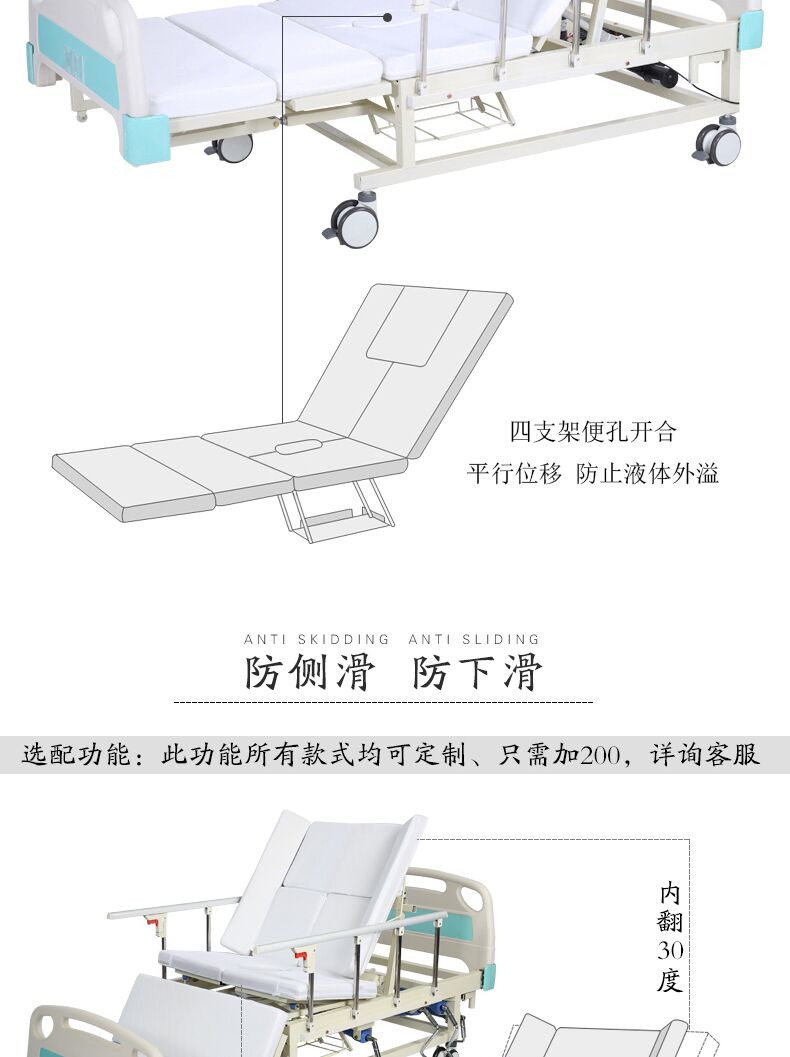 四支架便孔开合
平行位移 防止液体外溢
ANTI SKIDDING ANTI SLIDING
防侧滑 防下滑
选配功能：此功能所有款式均可定制、只需加200，详询客服
内翻30度